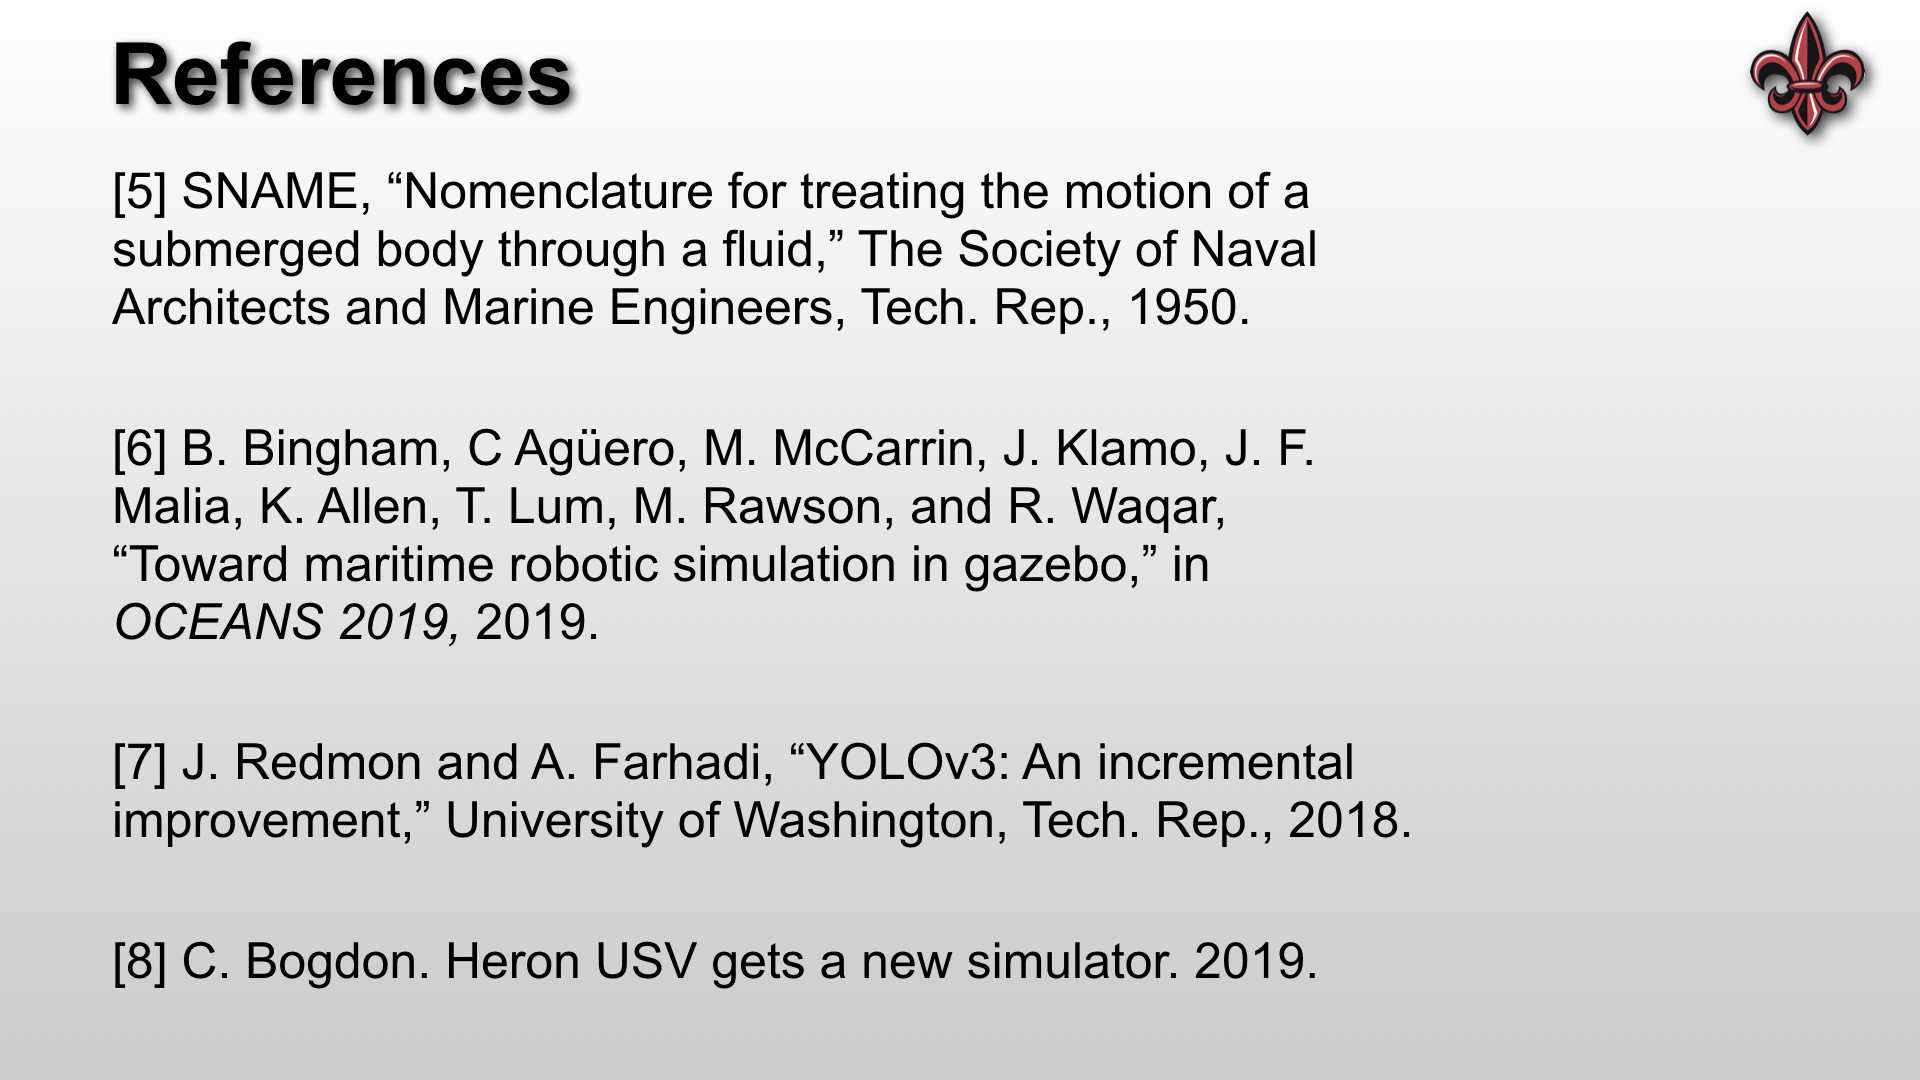 References
[5] SNAME, “Nomenclature for treating the motion of a
submerged body through a fluid,” The Society of Naval
Architects and Marine Engineers, Tech. Rep., 1950.
[6] B. Bingham, C Agüero, M. McCarrin, J. Klamo, J. F.
Malia, K. Allen, T. Lum, M. Rawson, and R. Waqar,
“Toward maritime robotic simulation in gazebo,” in
OCEANS 2019, 2019.
[7] J. Redmon and A. Farhadi, “YOLOv3: An incremental
improvement,” University of Washington, Tech. Rep., 2018.
[8] C. Bogdon. Heron USV gets a new simulator. 2019.